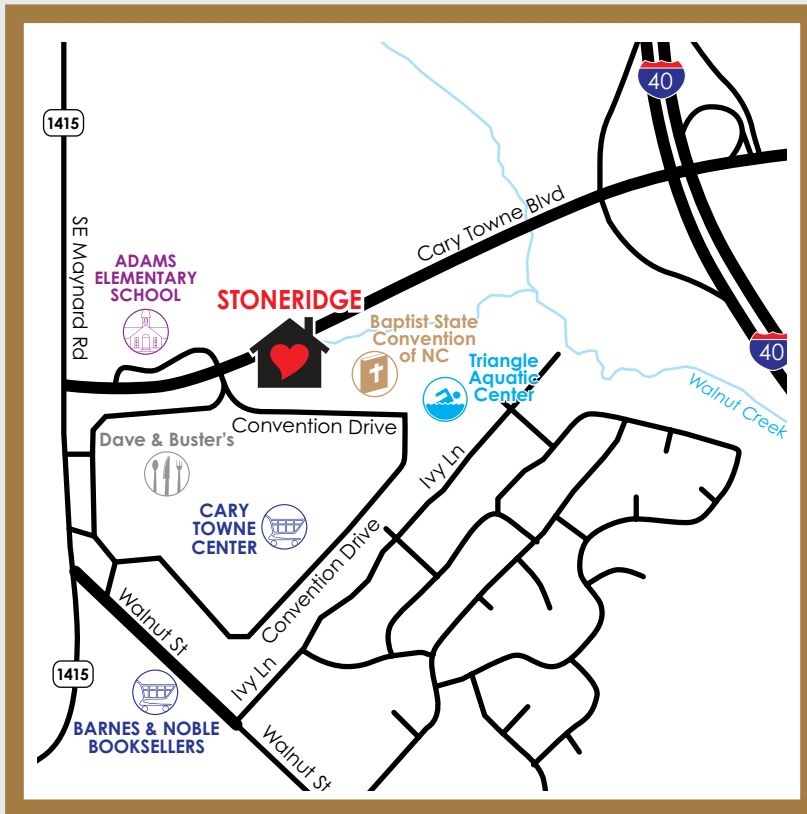 40
1415
Cary Towne Blvd
SE Maynard Rd
ADAMS
ELEMENTARY
SCHOOL
STONERIDGE
Baptist State
Convention
of NC
Triangle
Aquatic
Center
40
Walnut Creek
Convention Drive
Dave & Buster's
Ivy Ln
CARY
TOWNE
CENTER
Convention Drive
Walnut St
1415
Ivy Ln
BARNES & NOBLE
BOOKSELLERS
Walnut St